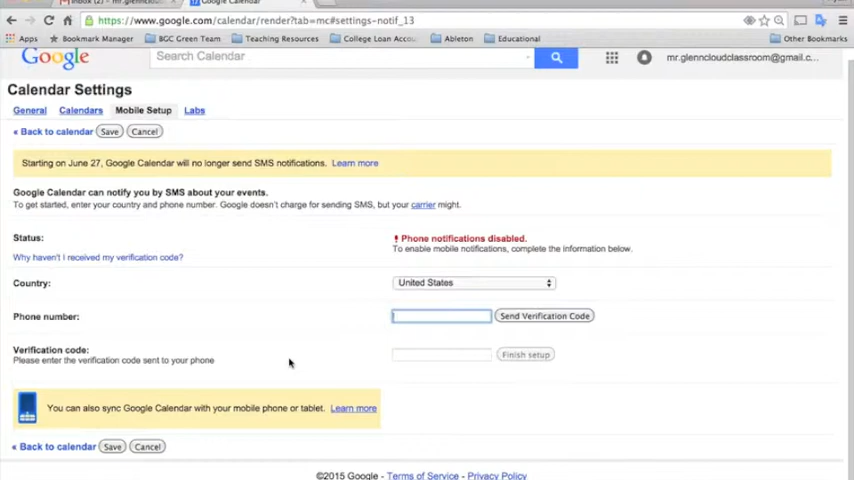 Inbox (2) - mr.glenncloud
Google Calendar
https://www.google.com/calendar/render?tab=mc#settings-notif_13
Apps Bookmark Manager BGC Green Team Teaching Resources College Loan Accou Ableton Educational Other Bookmarks
Google Search Calendar mr.glenncloudclassroom@gmail.c...
Calendar Settings
General Calendars Mobile Setup Labs
« Back to calendar Save Cancel
Starting on June 27, Google Calendar will no longer send SMS notifications. Learn more
Google Calendar can notify you by SMS about your events.
To get started, enter your country and phone number. Google doesn't charge for sending SMS, but your carrier might.
Status: ! Phone notifications disabled.
To enable mobile notifications, complete the information below.
Why haven't I received my verification code?
Country: United States
Phone number: Send Verification Code
Verification code:
Please enter the verification code sent to your phone Finish setup
You can also sync Google Calendar with your mobile phone or tablet. Learn more
« Back to calendar Save Cancel
©2015 Google - Terms of Service - Privacy Policy